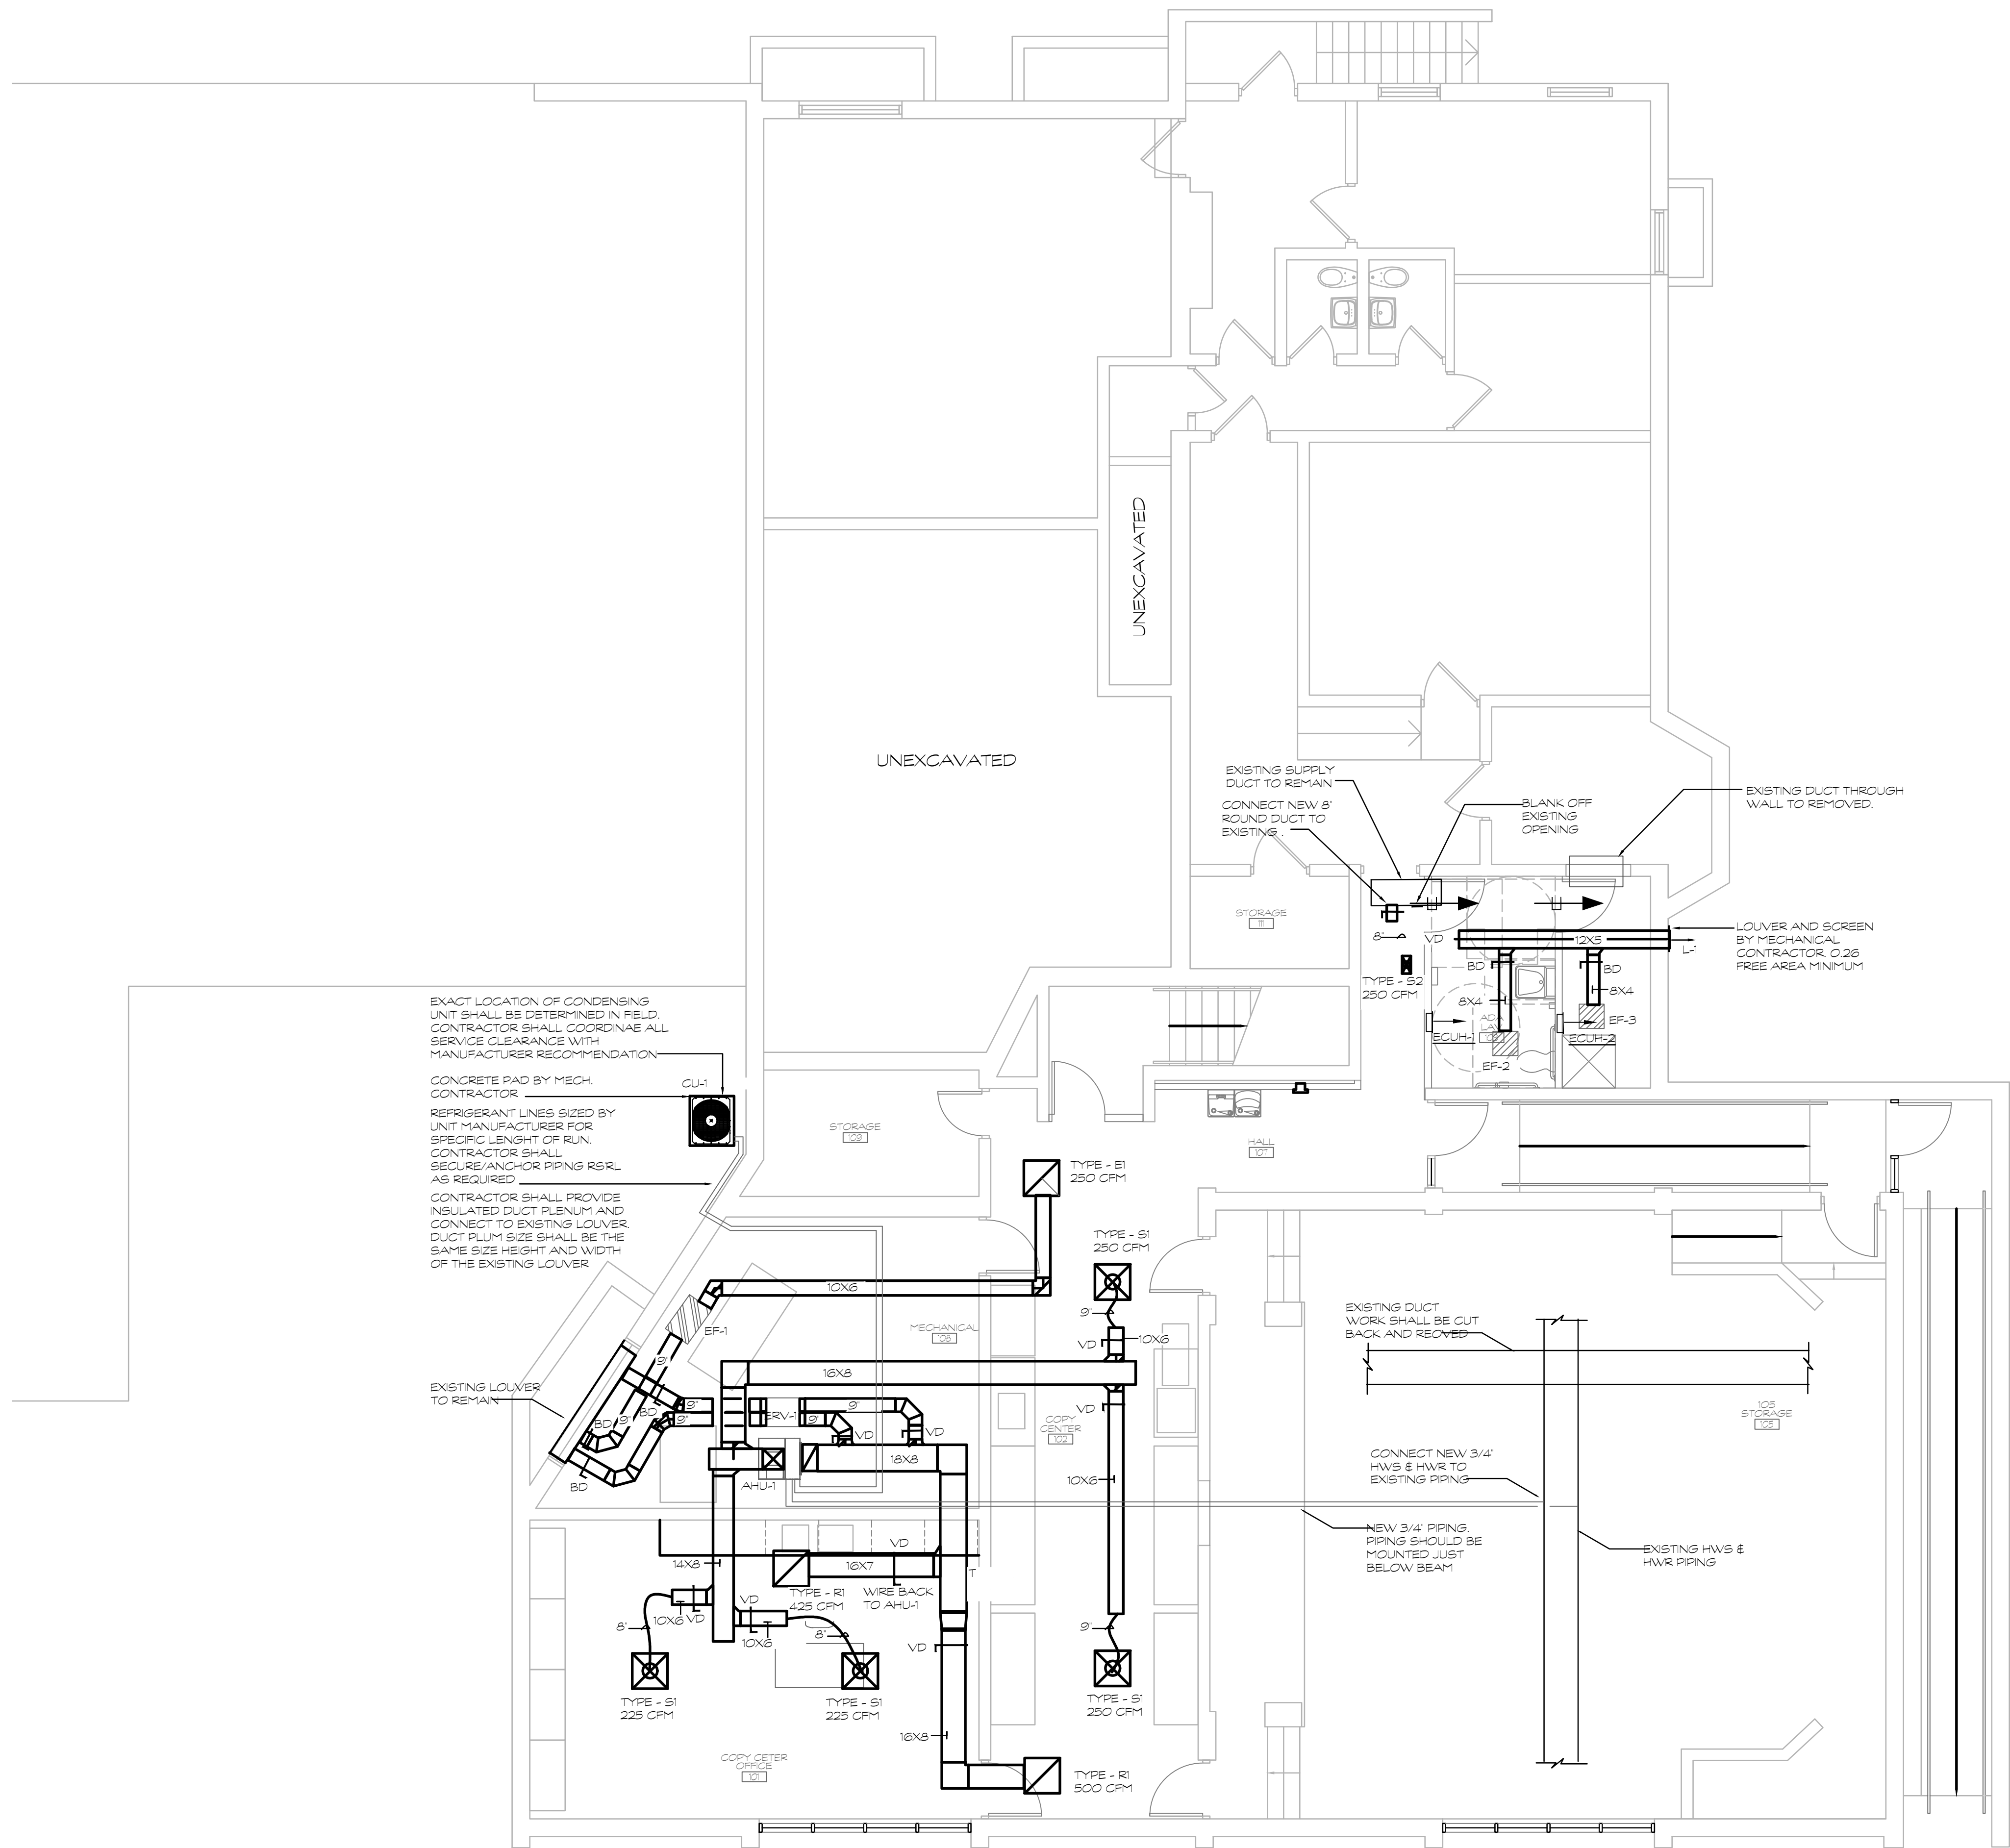 UNEXCAVATED
UNEXCAVATED
EXISTING SUPPLY
DUCT TO REMAIN
CONNECT NEW 8"
ROUND DUCT TO
EXISTING .
BLANK OFF
EXISTING
OPENING
EXISTING DUCT THROUGH
WALL TO REMOVED.
STORAGE
111
8"
VD
12X5
L-1
LOUVER AND SCREEN
BY MECHANICAL
CONTRACTOR. 0.26
FREE AREA MINIMUM
TYPE - S2
250 CFM
BD
BD
8X4
8X4
EF-3
ECUH-1
ECUH-2
EF-2
EXACT LOCATION OF CONDENSING
UNIT SHALL BE DETERMINED IN FIELD.
CONTRACTOR SHALL COORDINAE ALL
SERVICE CLEARANCE WITH
MANUFACTURER RECOMMENDATION
CONCRETE PAD BY MECH.
CONTRACTOR
CU-1
REFRIGERANT LINES SIZED BY
UNIT MANUFACTURER FOR
SPECIFIC LENGHT OF RUN.
CONTRACTOR SHALL
SECURE/ANCHOR PIPING RS\RL
AS REQUIRED
CONTRACTOR SHALL PROVIDE
INSULATED DUCT PLENUM AND
CONNECT TO EXISTING LOUVER.
DUCT PLUM SIZE SHALL BE THE
SAME SIZE HEIGHT AND WIDTH
OF THE EXISTING LOUVER
STORAGE
109
HALL
107
TYPE - E1
250 CFM
TYPE - S1
250 CFM
10X6
EF-1
MECHANICAL
108
9"
VD
10X6
EXISTING DUCT
WORK SHALL BE CUT
BACK AND REOVED
EXISTING LOUVER
TO REMAIN
9"
16X8
BD
BD
9"
9"
9"
ERV-1
9"
9"
VD
VD
VD
BD
AHU-1
18X8
COPY
CENTER
102
10X6
105
STORAGE
105
CONNECT NEW 3/4"
HWS & HWR TO
EXISTING PIPING
NEW 3/4" PIPING.
PIPING SHOULD BE
MOUNTED JUST
BELOW BEAM
EXISTING HWS &
HWR PIPING
14X8
VD
16X7
T
TYPE - R1
425 CFM
WIRE BACK
TO AHU-1
8"
10X6
VD
VD
10X6
8"
VD
9"
TYPE - S1
225 CFM
TYPE - S1
225 CFM
TYPE - S1
250 CFM
16X8
COPY CETER
OFFICE
101
TYPE - R1
500 CFM